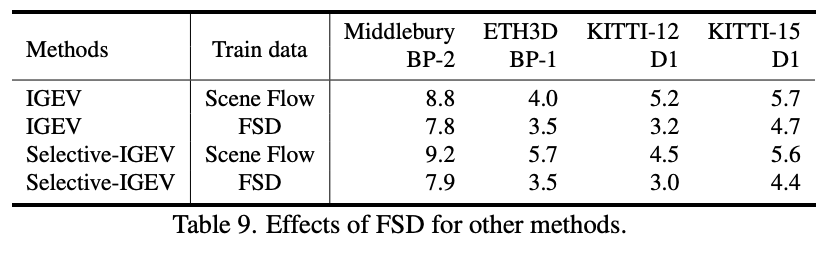 Methods Train data Middlebury ETH3D KITTI-12 KITTI-15
BP-2 BP-1 D1 D1
IGEV Scene Flow 8.8 4.0 5.2 5.7
IGEV FSD 7.8 3.5 3.2 4.7
Selective-IGEV Scene Flow 9.2 5.7 4.5 5.6
Selective-IGEV FSD 7.9 3.5 3.0 4.4
Table 9. Effects of FSD for other methods.